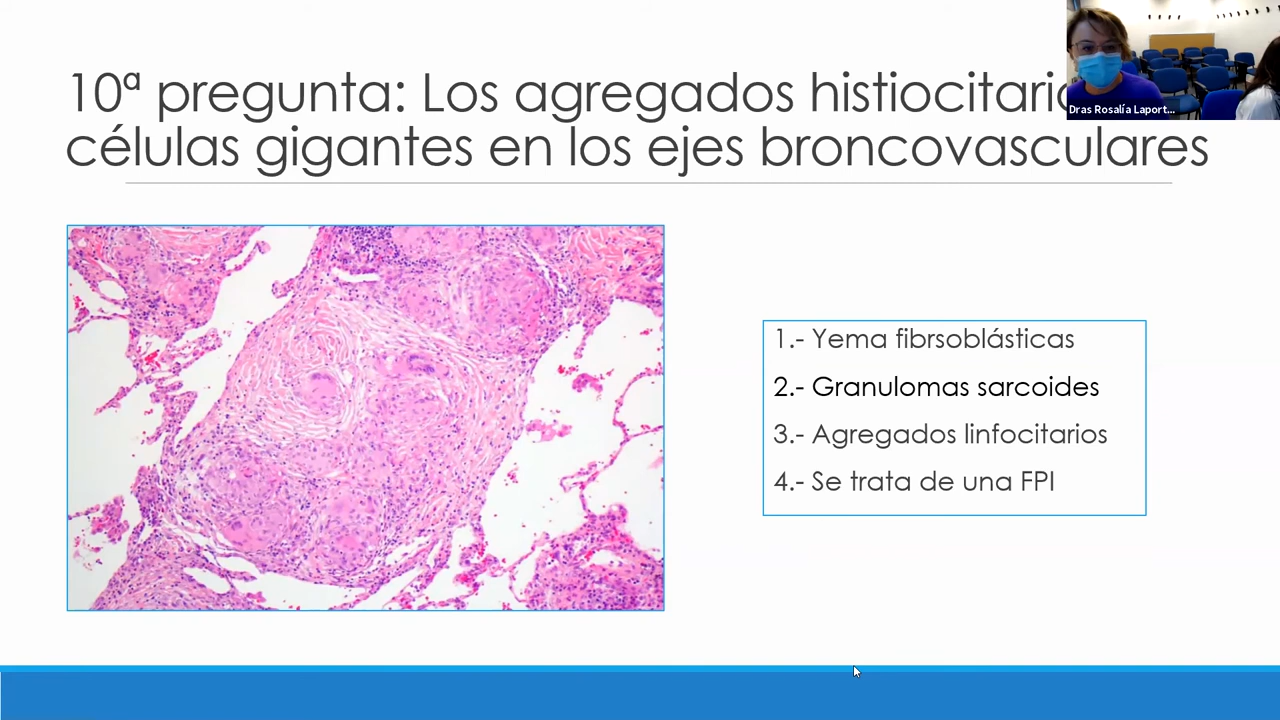 10ª pregunta: Los agregados histiocitario
células gigantes en los ejes broncovasculares
Dras Rosalía Laport...
1.- Yema fibrsoblásticas
2.- Granulomas sarcoides
3.- Agregados linfocitarios
4.- Se trata de una FPI